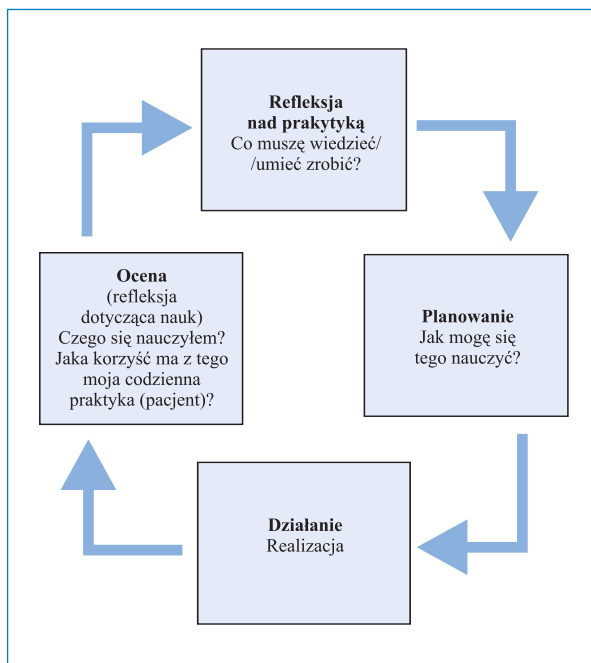 Refleksja
nad prakytyką
Co muszę wiedzieć/
/umieć zrobić?
Planowanie
Jak mogę się
tego nauczyć?
Działanie
Realizacja
Ocena
(refleksja
dotycząca nauk)
Czego się nauczyłem?
Jaka korzyść ma z tego
moja codzienna
praktyka (pacjent)?